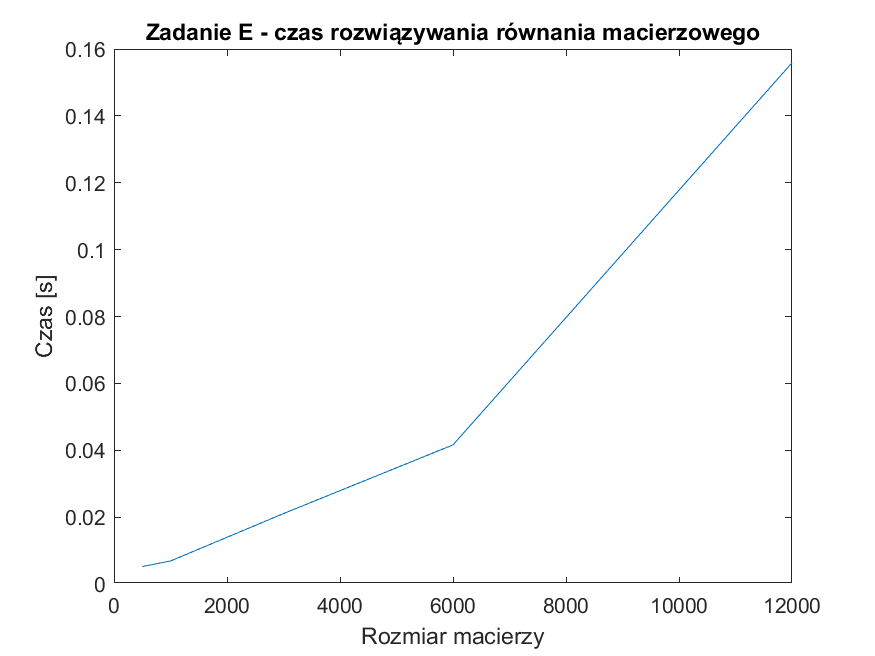 Zadanie E - czas rozwiązywania równania macierzowego
0.16
0.14
0.12
0.1
0.08
0.06
0.04
0.02
0
Czas [s]
0 2000 4000 6000 8000 10000 12000
Rozmiar macierzy